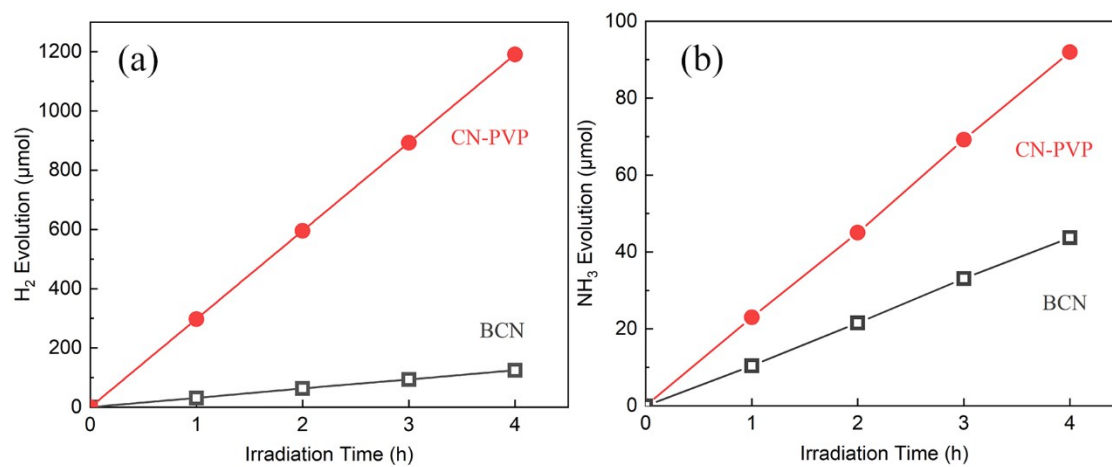 (a)
H₂ Evolution (μmol)
1200
1000
800
600
400
200
0
CN-PVP
BCN
0 1 2 3 4
Irradiation Time (h)
(b)
NH₃ Evolution (μmol)
100
80
60
40
20
0
CN-PVP
BCN
0 1 2 3 4
Irradiation Time (h)